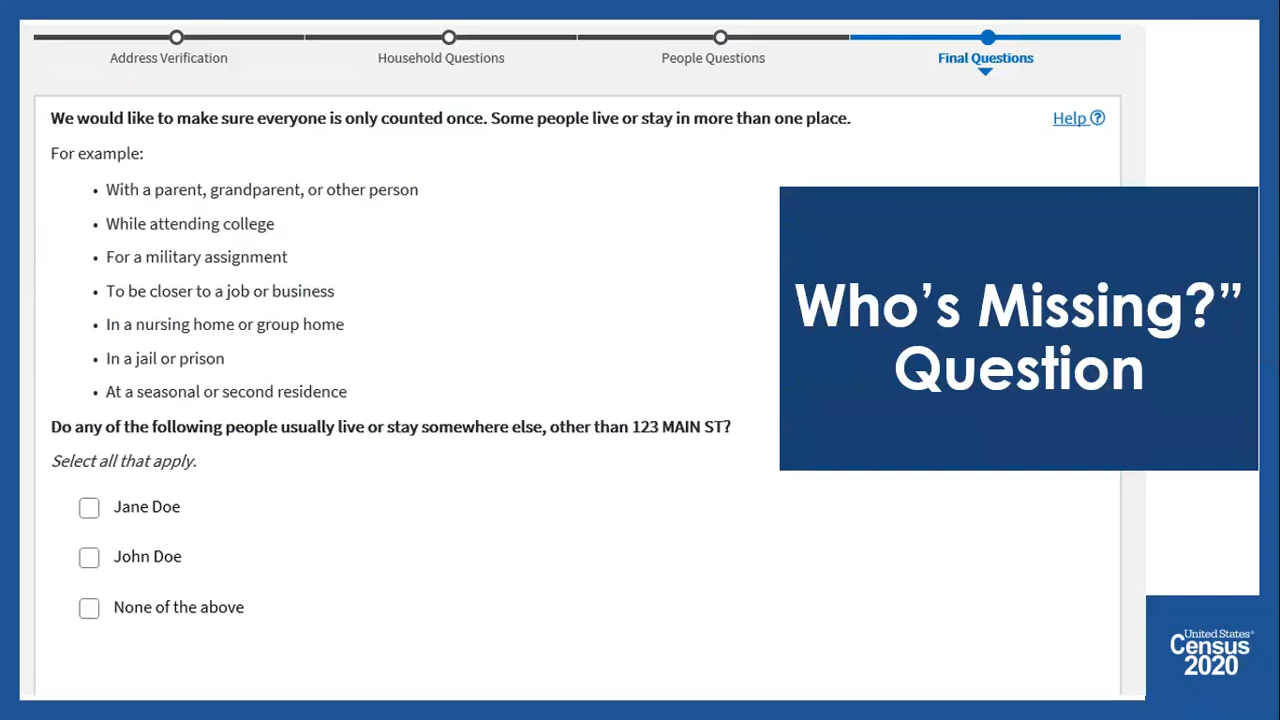 Address Verification
Household Questions
People Questions
Final Questions
We would like to make sure everyone is only counted once. Some people live or stay in more than one place.
Help ?
For example:
• With a parent, grandparent, or other person
• While attending college
• For a military assignment
• To be closer to a job or business
• In a nursing home or group home
• In a jail or prison
• At a seasonal or second residence
Do any of the following people usually live or stay somewhere else, other than 123 MAIN ST?
Select all that apply.
Jane Doe
John Doe
None of the above
Who’s Missing?”
Question
United States®
Census
2020